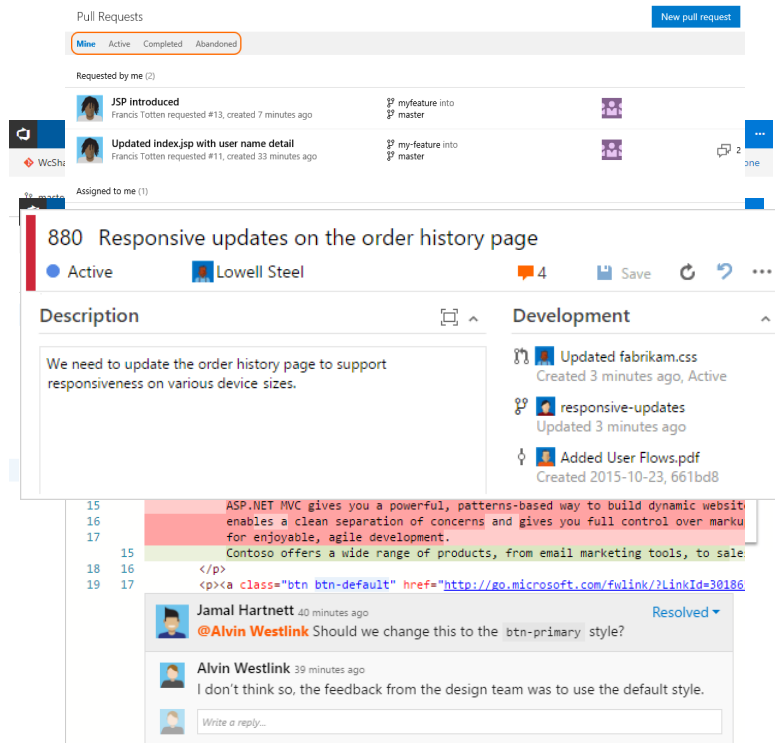 Pull Requests
New pull request
Mine Active Completed Abandoned
Requested by me (2)
JSP introduced
Francis Totten requested #13, created 7 minutes ago
myfeature into
master
Updated index.jsp with user name detail
Francis Totten requested #11, created 33 minutes ago
my-feature into
master
2
Assigned to me (1)
880 Responsive updates on the order history page
Active
Lowell Steel
4
Save
Description
We need to update the order history page to support
responsiveness on various device sizes.
Development
Updated fabrikam.css
Created 3 minutes ago, Active
responsive-updates
Updated 3 minutes ago
Added User Flows.pdf
Created 2015-10-23, 661bd8
15 ASP.NET MVC gives you a powerful, patterns-based way to build dynamic website
16 enables a clean separation of concerns and gives you full control over marku
17 for enjoyable, agile development.
15 Contoso offers a wide range of products, from email marketing tools, to sale
18 16 </p>
19 17 <p><a class="btn btn-default" href="http://go.microsoft.com/fwlink/?LinkId=30186
Jamal Hartnett 40 minutes ago
Resolved
@Alvin Westlink Should we change this to the btn-primary style?
Alvin Westlink 39 minutes ago
I don't think so, the feedback from the design team was to use the default style.
Write a reply...